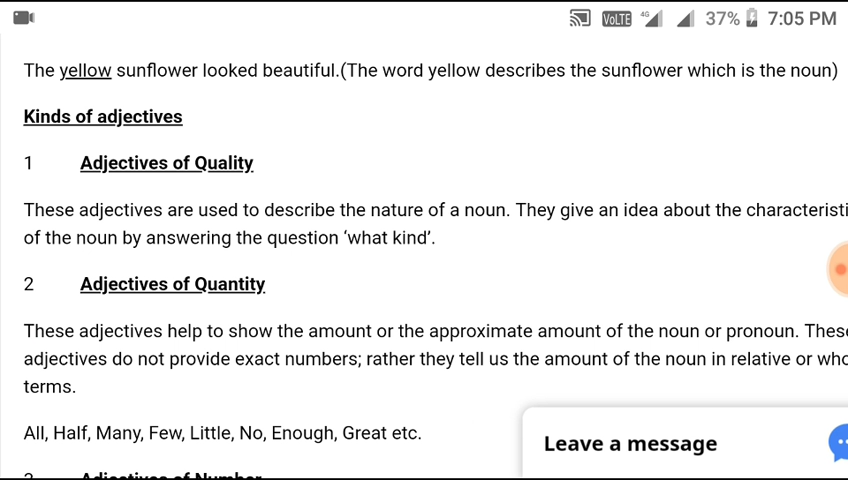 VoLTE 4G 37% 7:05 PM
The yellow sunflower looked beautiful.(The word yellow describes the sunflower which is the noun)
Kinds of adjectives
1 Adjectives of Quality
These adjectives are used to describe the nature of a noun. They give an idea about the characteristi
of the noun by answering the question ‘what kind’.
2 Adjectives of Quantity
These adjectives help to show the amount or the approximate amount of the noun or pronoun. These
adjectives do not provide exact numbers; rather they tell us the amount of the noun in relative or who
terms.
All, Half, Many, Few, Little, No, Enough, Great etc.
Leave a message
3 Adjectives of Number